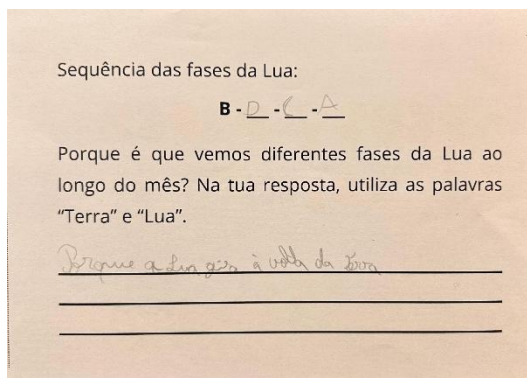 Sequência das fases da Lua:
B - D - C - A
Porque é que vemos diferentes fases da Lua ao
longo do mês? Na tua resposta, utiliza as palavras
“Terra” e “Lua”.
Porque a Lua gira à volta da Terra